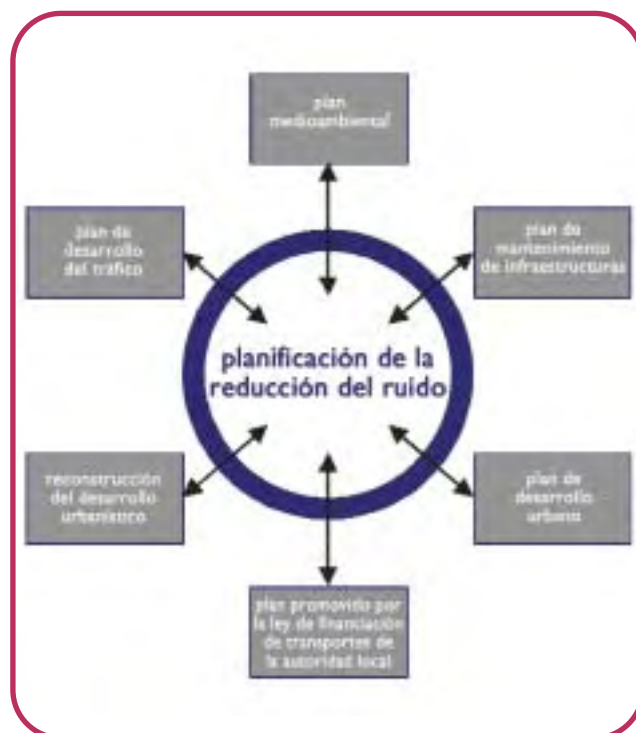 plan
medioambiental
plan de
desarrollo
del tráfico
plan de
mantenimiento
de infraestructuras
planificación de la
reducción del ruido
reconstrucción
del desarrollo
urbanístico
plan de
desarrollo
urbano
plan promovido por
la ley de financiación
de transportes de
la autoridad local